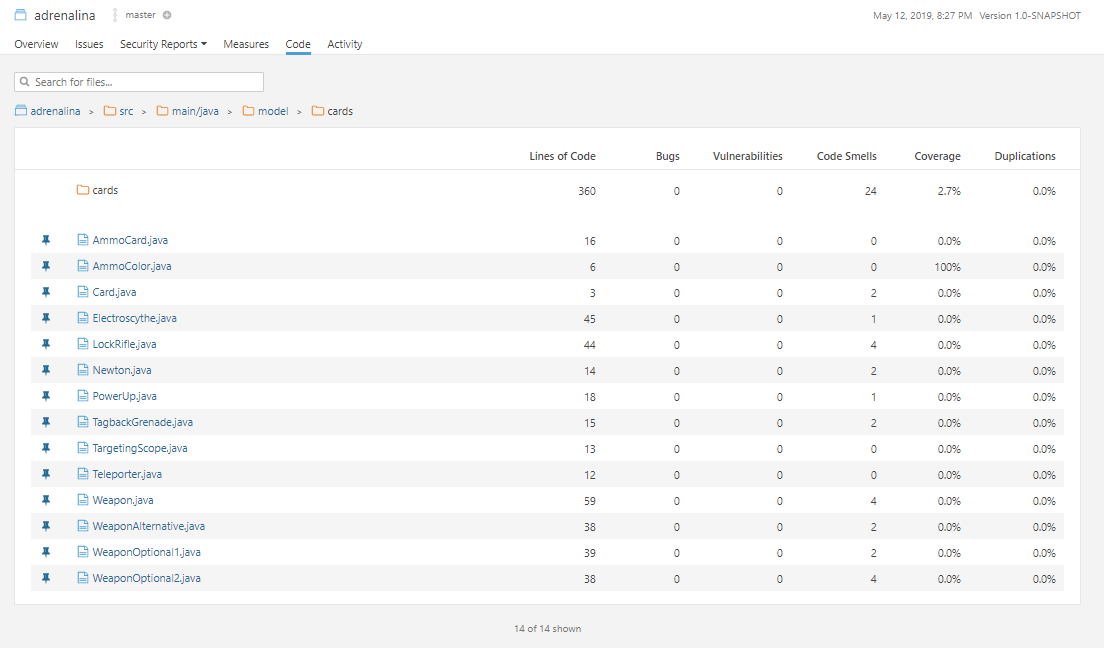 adrenalina master May 12, 2019, 8:27 PM Version 1.0-SNAPSHOT
Overview Issues Security Reports Measures Code Activity
Search for files...
adrenalina > src > main/java > model > cards
Lines of Code Bugs Vulnerabilities Code Smells Coverage Duplications
cards 360 0 0 24 2.7% 0.0%
AmmoCard.java 16 0 0 0 0.0% 0.0%
AmmoColor.java 6 0 0 0 100% 0.0%
Card.java 3 0 0 2 0.0% 0.0%
Electroscythe.java 45 0 0 1 0.0% 0.0%
LockRifle.java 44 0 0 4 0.0% 0.0%
Newton.java 14 0 0 2 0.0% 0.0%
PowerUp.java 18 0 0 1 0.0% 0.0%
TagbackGrenade.java 15 0 0 2 0.0% 0.0%
TargetingScope.java 13 0 0 0 0.0% 0.0%
Teleporter.java 12 0 0 0 0.0% 0.0%
Weapon.java 59 0 0 4 0.0% 0.0%
WeaponAlternative.java 38 0 0 2 0.0% 0.0%
WeaponOptional1.java 39 0 0 2 0.0% 0.0%
WeaponOptional2.java 38 0 0 4 0.0% 0.0%
14 of 14 shown